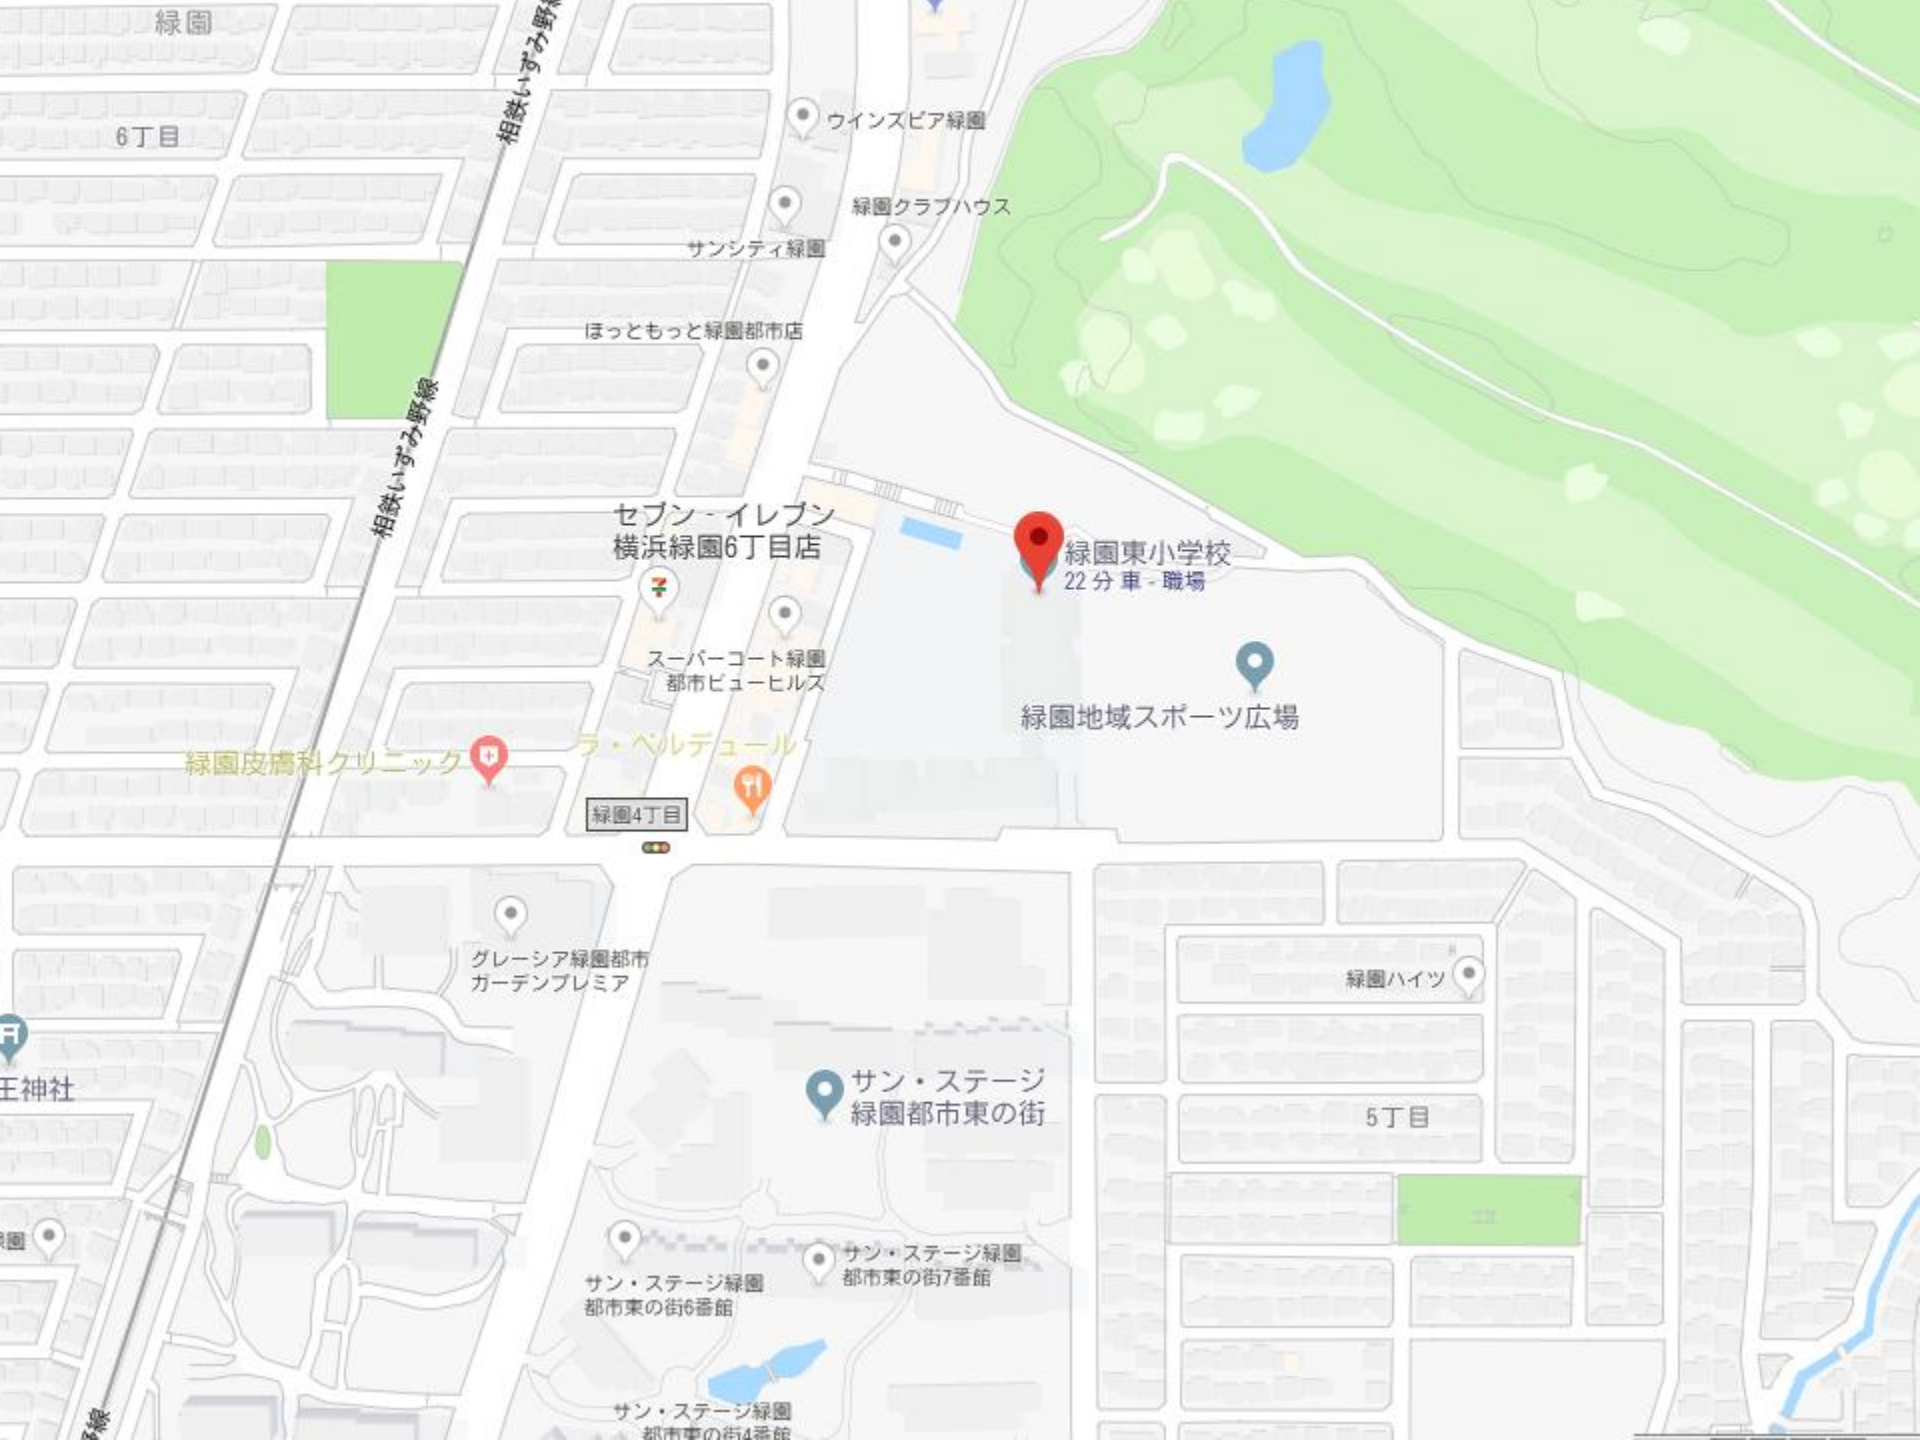 緑園
相鉄いずみ野線
6丁目
ウインズピア緑園
緑園クラブハウス
サンシティ緑園
ほっともっと緑園都市店
相鉄いずみ野線
セブン‐イレブン
横浜緑園6丁目店
緑園東小学校
22 分 車 - 職場
スーパーコート緑園
都市ビューヒルズ
緑園地域スポーツ広場
ラ・ベルデュール
緑園皮膚科クリニック
緑園4丁目
グレーシア緑園都市
ガーデンプレミア
緑園ハイツ
王神社
サン・ステージ
緑園都市東の街
5丁目
園
サン・ステージ緑園
都市東の街7番館
サン・ステージ緑園
都市東の街6番館
サン・ステージ緑園
都市東の街4番館
野線